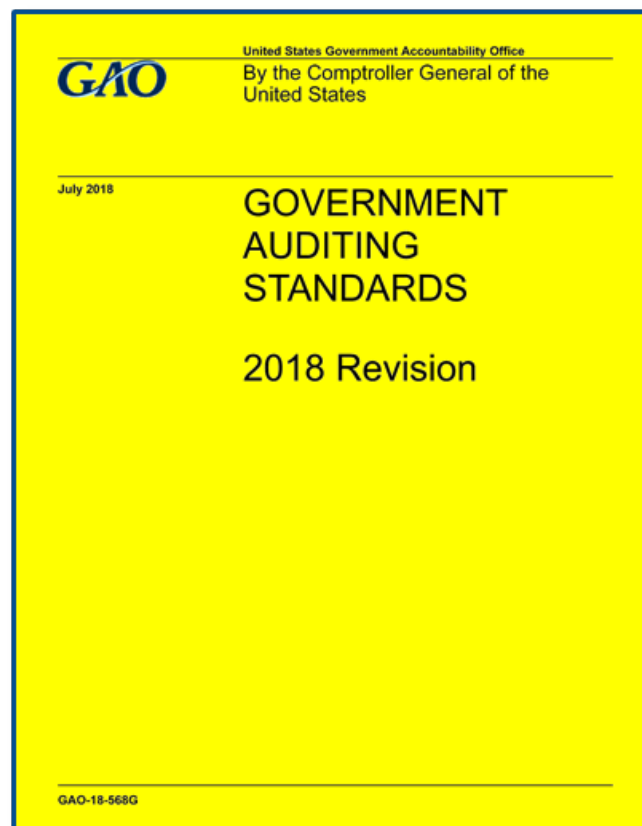 United States Government Accountability Office
GAO
By the Comptroller General of the
United States
July 2018
GOVERNMENT
AUDITING
STANDARDS
2018 Revision
GAO-18-568G